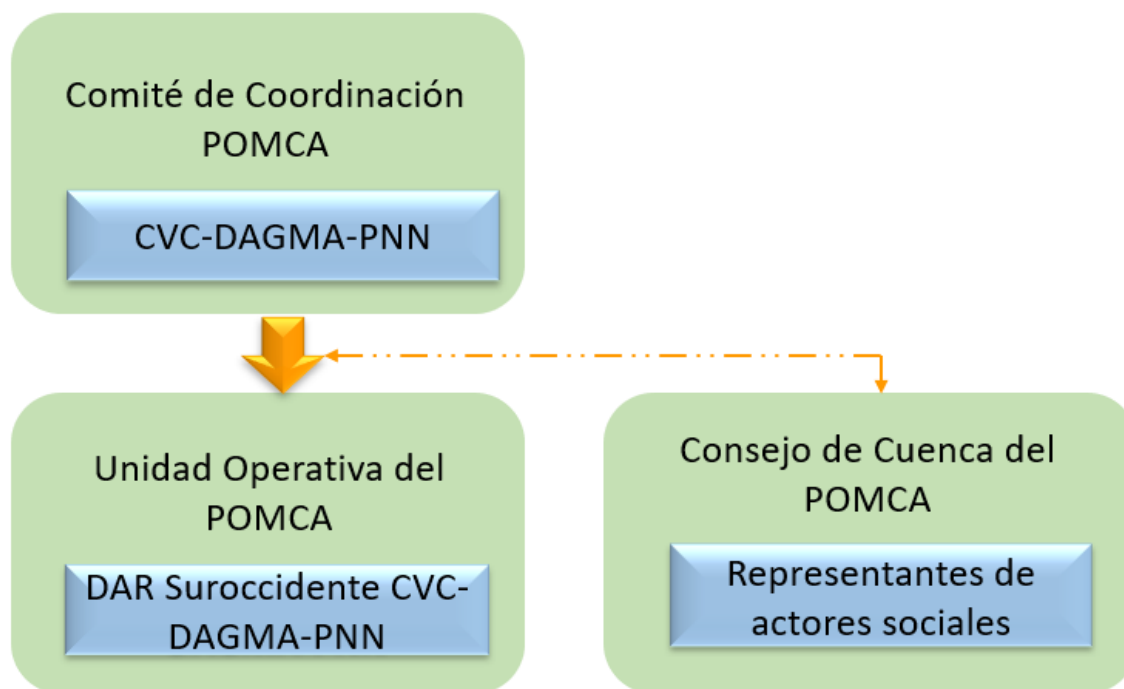 Comité de Coordinación
POMCA
CVC-DAGMA-PNN
Unidad Operativa del
POMCA
DAR Suroccidente CVC-
DAGMA-PNN
Consejo de Cuenca del
POMCA
Representantes de
actores sociales